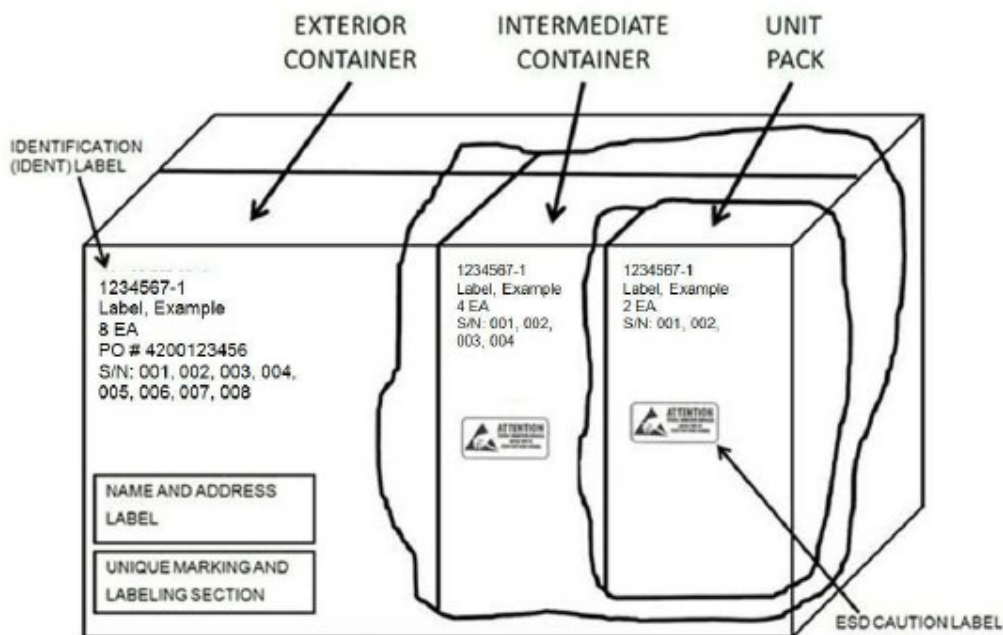 EXTERIOR
CONTAINER
INTERMEDIATE
CONTAINER
UNIT
PACK
IDENTIFICATION
(IDENT) LABEL
1234567-1
Label, Example
8 EA
PO # 4200123456
S/N: 001, 002, 003, 004,
005, 006, 007, 008
NAME AND ADDRESS
LABEL
UNIQUE MARKING AND
LABELING SECTION
1234567-1
Label, Example
4 EA
S/N: 001, 002,
003, 004
ATTENTION
1234567-1
Label, Example
2 EA
S/N: 001, 002,
ATTENTION
ESD CAUTION LABEL